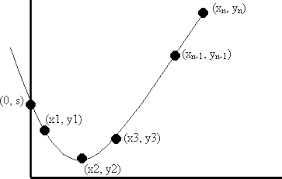 (xn, yn)
(xn-1, yn-1)
(0, s)
(x1, y1)
(x3, y3)
(x2, y2)